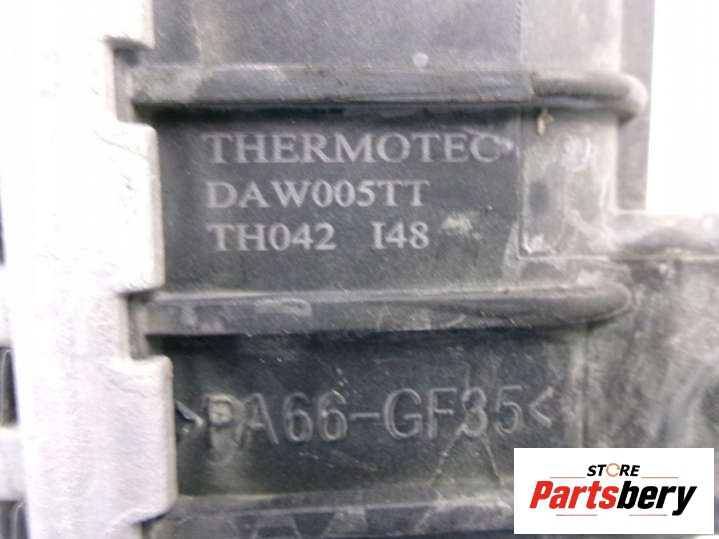 THERMOTEC
DAW005TT
TH042 I48
>PA66-GF35<
STORE
Partsbery